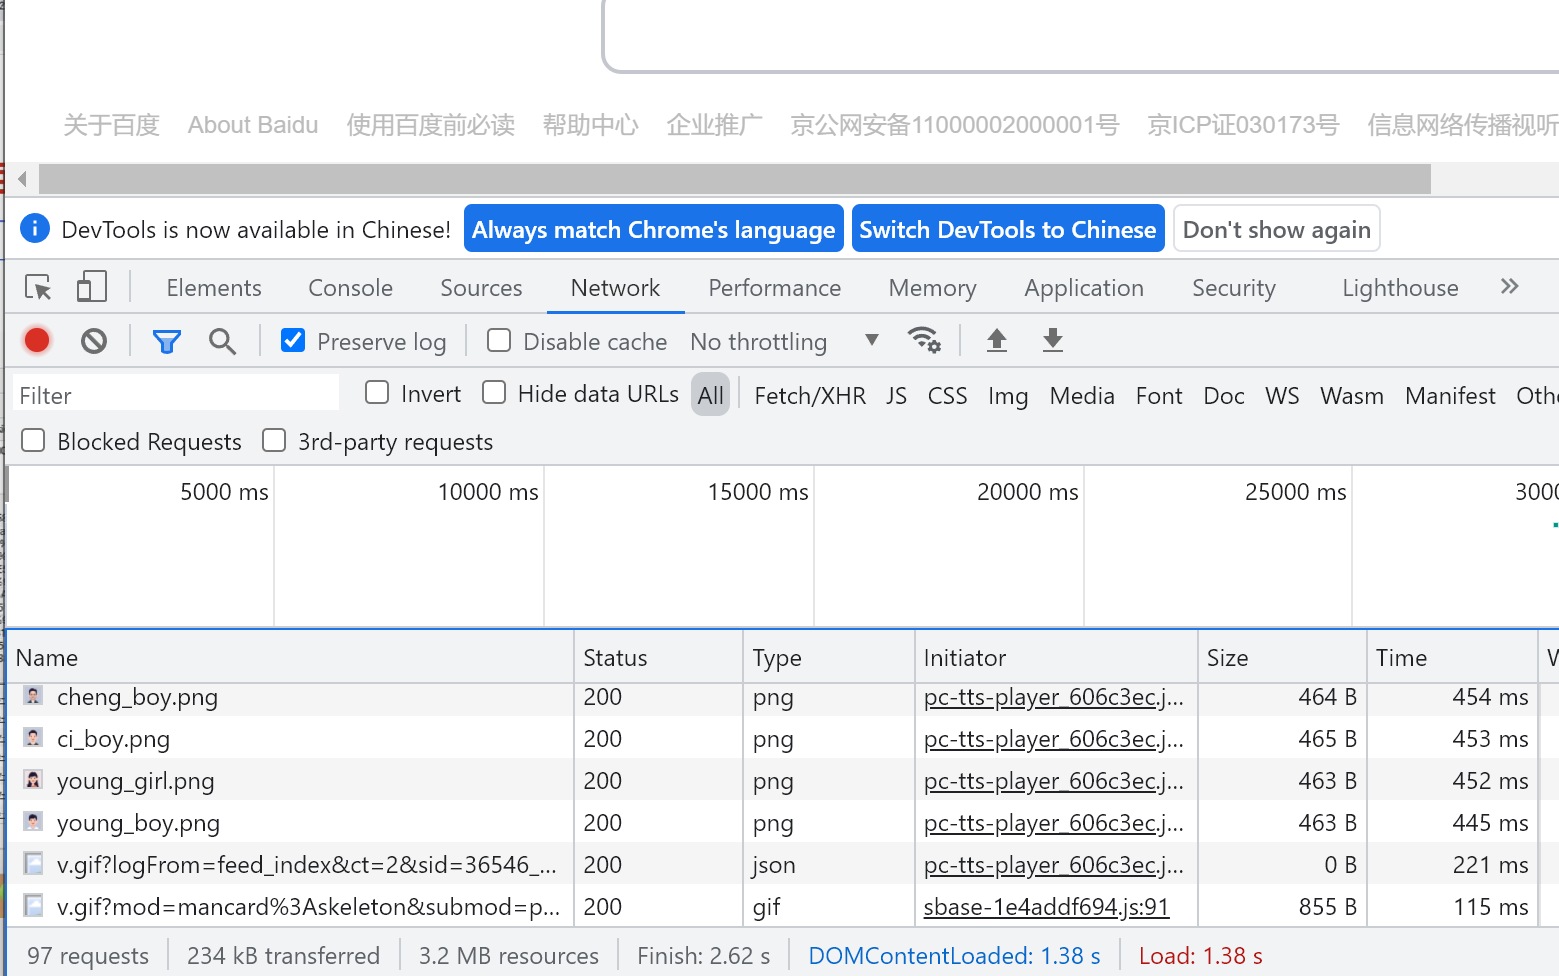 关于百度 About Baidu 使用百度前必读 帮助中心 企业推广 京公网安备11000002000001号 京ICP证030173号 信息网络传播视听
DevTools is now available in Chinese! Always match Chrome's language Switch DevTools to Chinese Don't show again
Elements Console Sources Network Performance Memory Application Security Lighthouse
Preserve log Disable cache No throttling
Filter Invert Hide data URLs All Fetch/XHR JS CSS Img Media Font Doc WS Wasm Manifest
Blocked Requests 3rd-party requests
5000 ms 10000 ms 15000 ms 20000 ms 25000 ms
Name Status Type Initiator Size Time
cheng_boy.png 200 png pc-tts-player_606c3ec.j... 464 B 454 ms
ci_boy.png 200 png pc-tts-player_606c3ec.j... 465 B 453 ms
young_girl.png 200 png pc-tts-player_606c3ec.j... 463 B 452 ms
young_boy.png 200 png pc-tts-player_606c3ec.j... 463 B 445 ms
v.gif?logFrom=feed_index&ct=2&sid=36546_... 200 json pc-tts-player_606c3ec.j... 0 B 221 ms
v.gif?mod=mancard%3Askeleton&submod=p... 200 gif sbase-1e4addf694.js:91 855 B 115 ms
97 requests 234 kB transferred 3.2 MB resources Finish: 2.62 s DOMContentLoaded: 1.38 s Load: 1.38 s